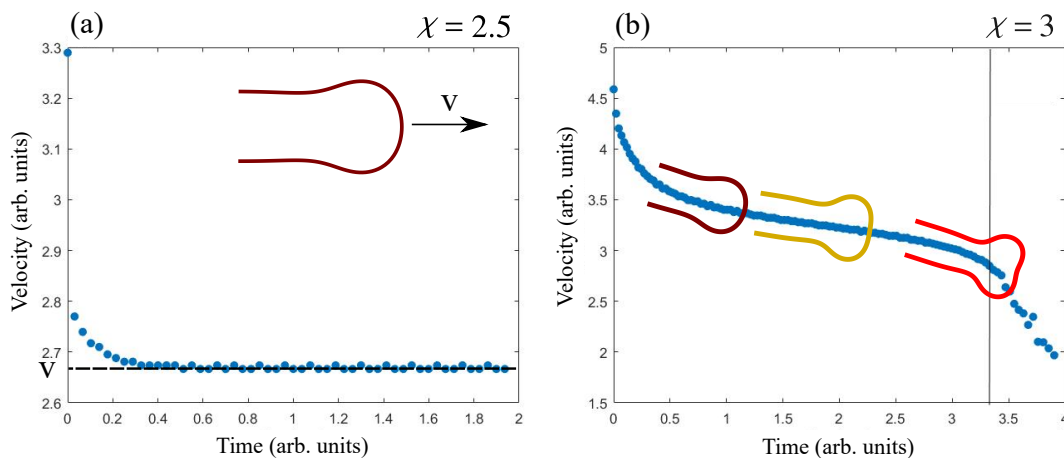 (a)
χ = 2.5
3.3
3.2
3.1
3
2.9
2.8
2.7
2.6
V
v
Velocity (arb. units)
0 0.2 0.4 0.6 0.8 1 1.2 1.4 1.6 1.8 2
Time (arb. units)
(b)
χ = 3
5
4.5
4
3.5
3
2.5
2
1.5
Velocity (arb. units)
0 0.5 1 1.5 2 2.5 3 3.5 4
Time (arb. units)